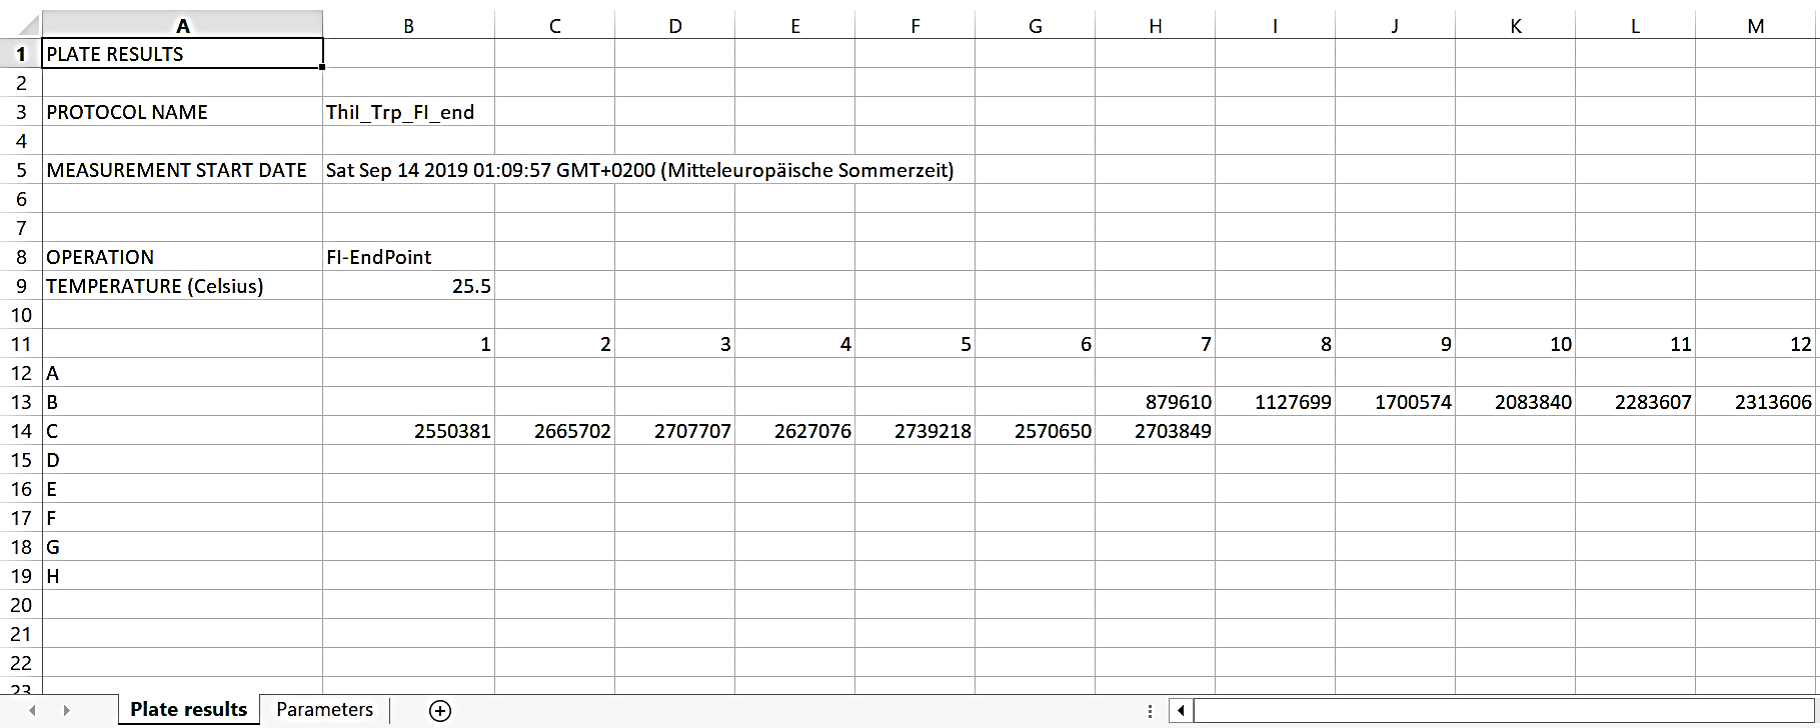 A B C D E F G H I J K L M
1 PLATE RESULTS
2
3 PROTOCOL NAME ThiI_Trp_FI_end
4
5 MEASUREMENT START DATE Sat Sep 14 2019 01:09:57 GMT+0200 (Mitteleuropäische Sommerzeit)
6
7
8 OPERATION FI-EndPoint
9 TEMPERATURE (Celsius) 25.5
10
11 1 2 3 4 5 6 7 8 9 10 11 12
12 A
13 B 879610 1127699 1700574 2083840 2283607 2313606
14 C 2550381 2665702 2707707 2627076 2739218 2570650 2703849
15 D
16 E
17 F
18 G
19 H
20
21
22
23
Plate results Parameters